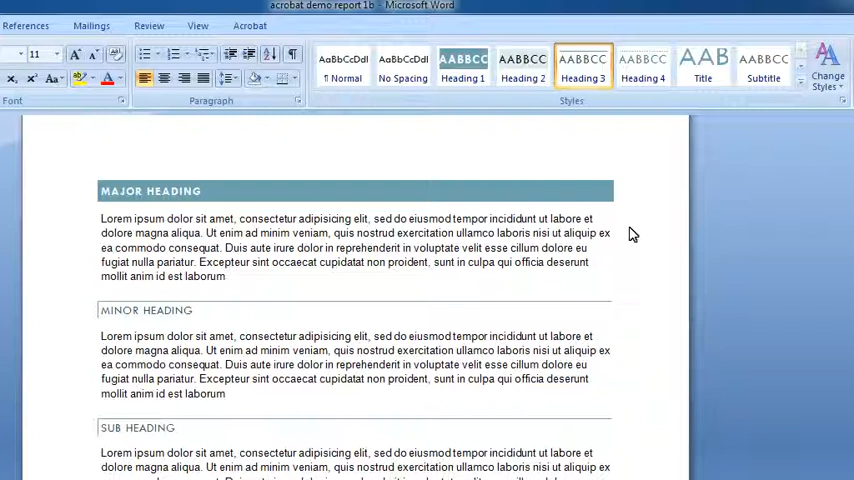 acrobat demo report 1b - Microsoft Word
References Mailings Review View Acrobat
11
Aa
AaBbCcDdI AaBbCcDdI AABBCC AABBCC AABBCC AABBCC AAB AABBCC
¶ Normal No Spacing Heading 1 Heading 2 Heading 3 Heading 4 Title Subtitle Change Styles
Font Paragraph Styles
MAJOR HEADING
Lorem ipsum dolor sit amet, consectetur adipisicing elit, sed do eiusmod tempor incididunt ut labore et
dolore magna aliqua. Ut enim ad minim veniam, quis nostrud exercitation ullamco laboris nisi ut aliquip ex
ea commodo consequat. Duis aute irure dolor in reprehenderit in voluptate velit esse cillum dolore eu
fugiat nulla pariatur. Excepteur sint occaecat cupidatat non proident, sunt in culpa qui officia deserunt
mollit anim id est laborum
MINOR HEADING
Lorem ipsum dolor sit amet, consectetur adipisicing elit, sed do eiusmod tempor incididunt ut labore et
dolore magna aliqua. Ut enim ad minim veniam, quis nostrud exercitation ullamco laboris nisi ut aliquip ex
ea commodo consequat. Duis aute irure dolor in reprehenderit in voluptate velit esse cillum dolore eu
fugiat nulla pariatur. Excepteur sint occaecat cupidatat non proident, sunt in culpa qui officia deserunt
mollit anim id est laborum
SUB HEADING
Lorem ipsum dolor sit amet, consectetur adipisicing elit, sed do eiusmod tempor incididunt ut labore et
dolore magna aliqua. Ut enim ad minim veniam, quis nostrud exercitation ullamco laboris nisi ut aliquip ex